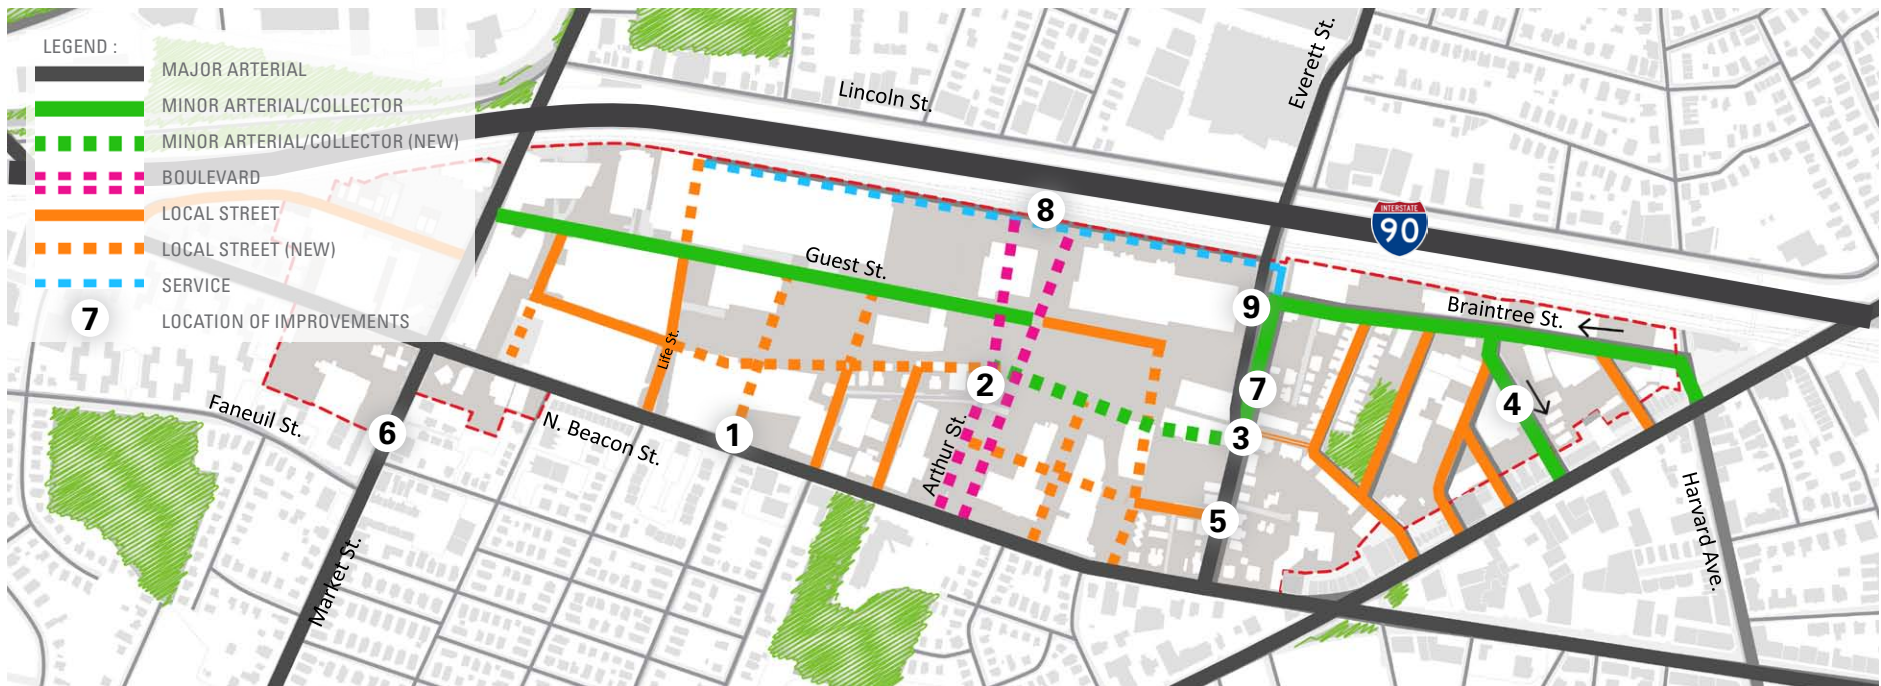 LEGEND :
MAJOR ARTERIAL
MINOR ARTERIAL/COLLECTOR
MINOR ARTERIAL/COLLECTOR (NEW)
BOULEVARD
LOCAL STREET
LOCAL STREET (NEW)
SERVICE
7 LOCATION OF IMPROVEMENTS
Everett St.
Lincoln St.
8
INTERSTATE
90
Guest St.
9
Braintree St.
Life St.
2
7
4
Faneuil St.
6
N. Beacon St.
1
Arthur St.
3
5
Market St.
Harvard Ave.